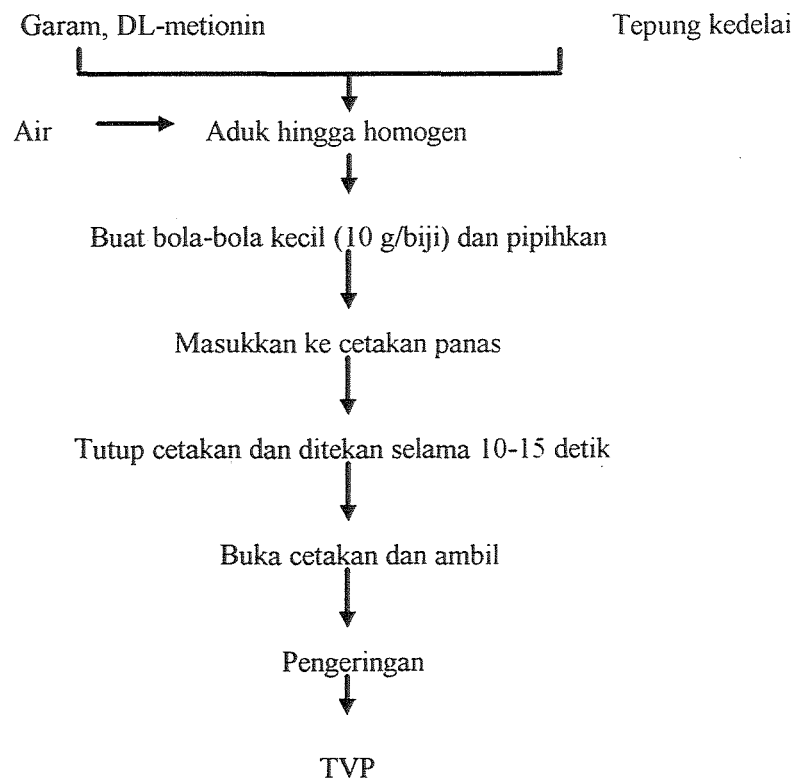 Garam, DL-metionin Tepung kedelai
Air Aduk hingga homogen
Buat bola-bola kecil (10 g/biji) dan pipihkan
Masukkan ke cetakan panas
Tutup cetakan dan ditekan selama 10-15 detik
Buka cetakan dan ambil
Pengeringan
TVP